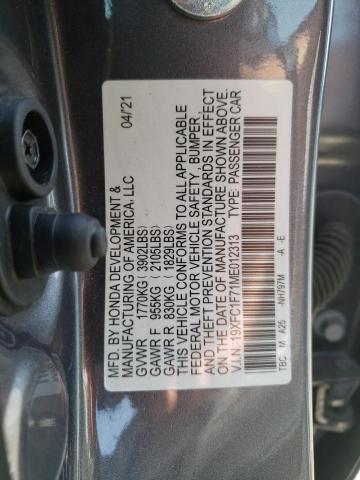 MFD. BY HONDA DEVELOPMENT & 04/21
MANUFACTURING OF AMERICA, LLC
GVWR 1770KG (3902LBS)
GAWR F 955KG (2105LBS)
GAWR R 830KG (1829LBS)
THIS VEHICLE CONFORMS TO ALL APPLICABLE
FEDERAL MOTOR VEHICLE SAFETY, BUMPER,
AND THEFT PREVENTION STANDARDS IN EFFECT
ON THE DATE OF MANUFACTURE SHOWN ABOVE.
V.I.N. 19XFC1F71ME012313 TYPE: PASSENGER CAR
TBC M A25 -NH797M -A -E